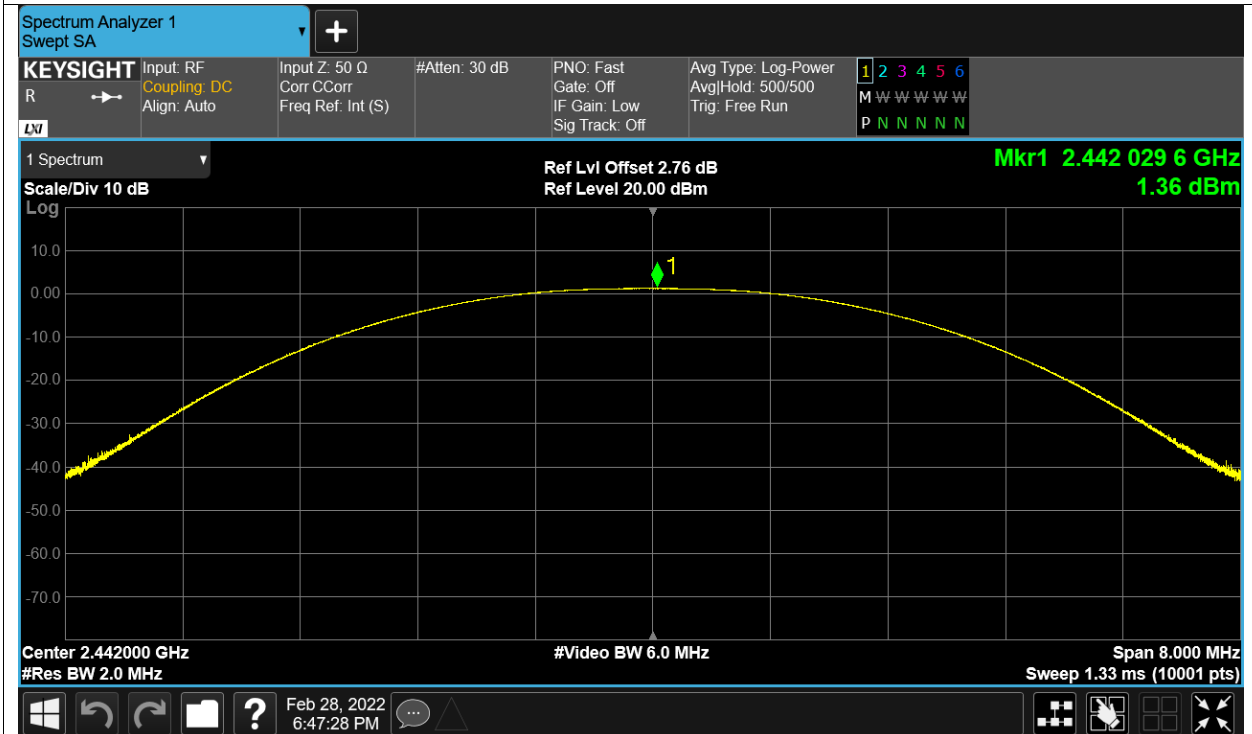 Spectrum Analyzer 1
Swept SA
KEYSIGHT
R
LXI
Input: RF
Coupling: DC
Align: Auto
Input Z: 50 Ω
Corr CCorr
Freq Ref: Int (S)
#Atten: 30 dB
PNO: Fast
Gate: Off
IF Gain: Low
Sig Track: Off
Avg Type: Log-Power
Avg|Hold: 500/500
Trig: Free Run
1 2 3 4 5 6
M W W W W W W
P N N N N N N
1 Spectrum
Scale/Div 10 dB
Log
Ref Lvl Offset 2.76 dB
Ref Level 20.00 dBm
Mkr1 2.442 029 6 GHz
1.36 dBm
1
10.0
0.00
-10.0
-20.0
-30.0
-40.0
-50.0
-60.0
-70.0
Center 2.442000 GHz
#Video BW 6.0 MHz
Span 8.000 MHz
#Res BW 2.0 MHz
Sweep 1.33 ms (10001 pts)
?
Feb 28, 2022
6:47:28 PM